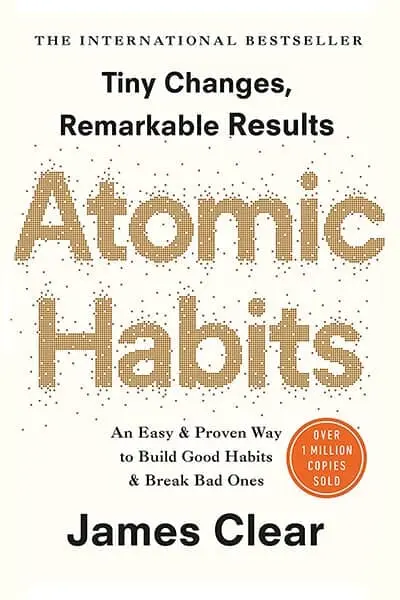 THE INTERNATIONAL BESTSELLER
Tiny Changes,
Remarkable Results
Atomic
Habits
An Easy & Proven Way
to Build Good Habits
& Break Bad Ones
OVER
1 MILLION
COPIES
SOLD
James Clear